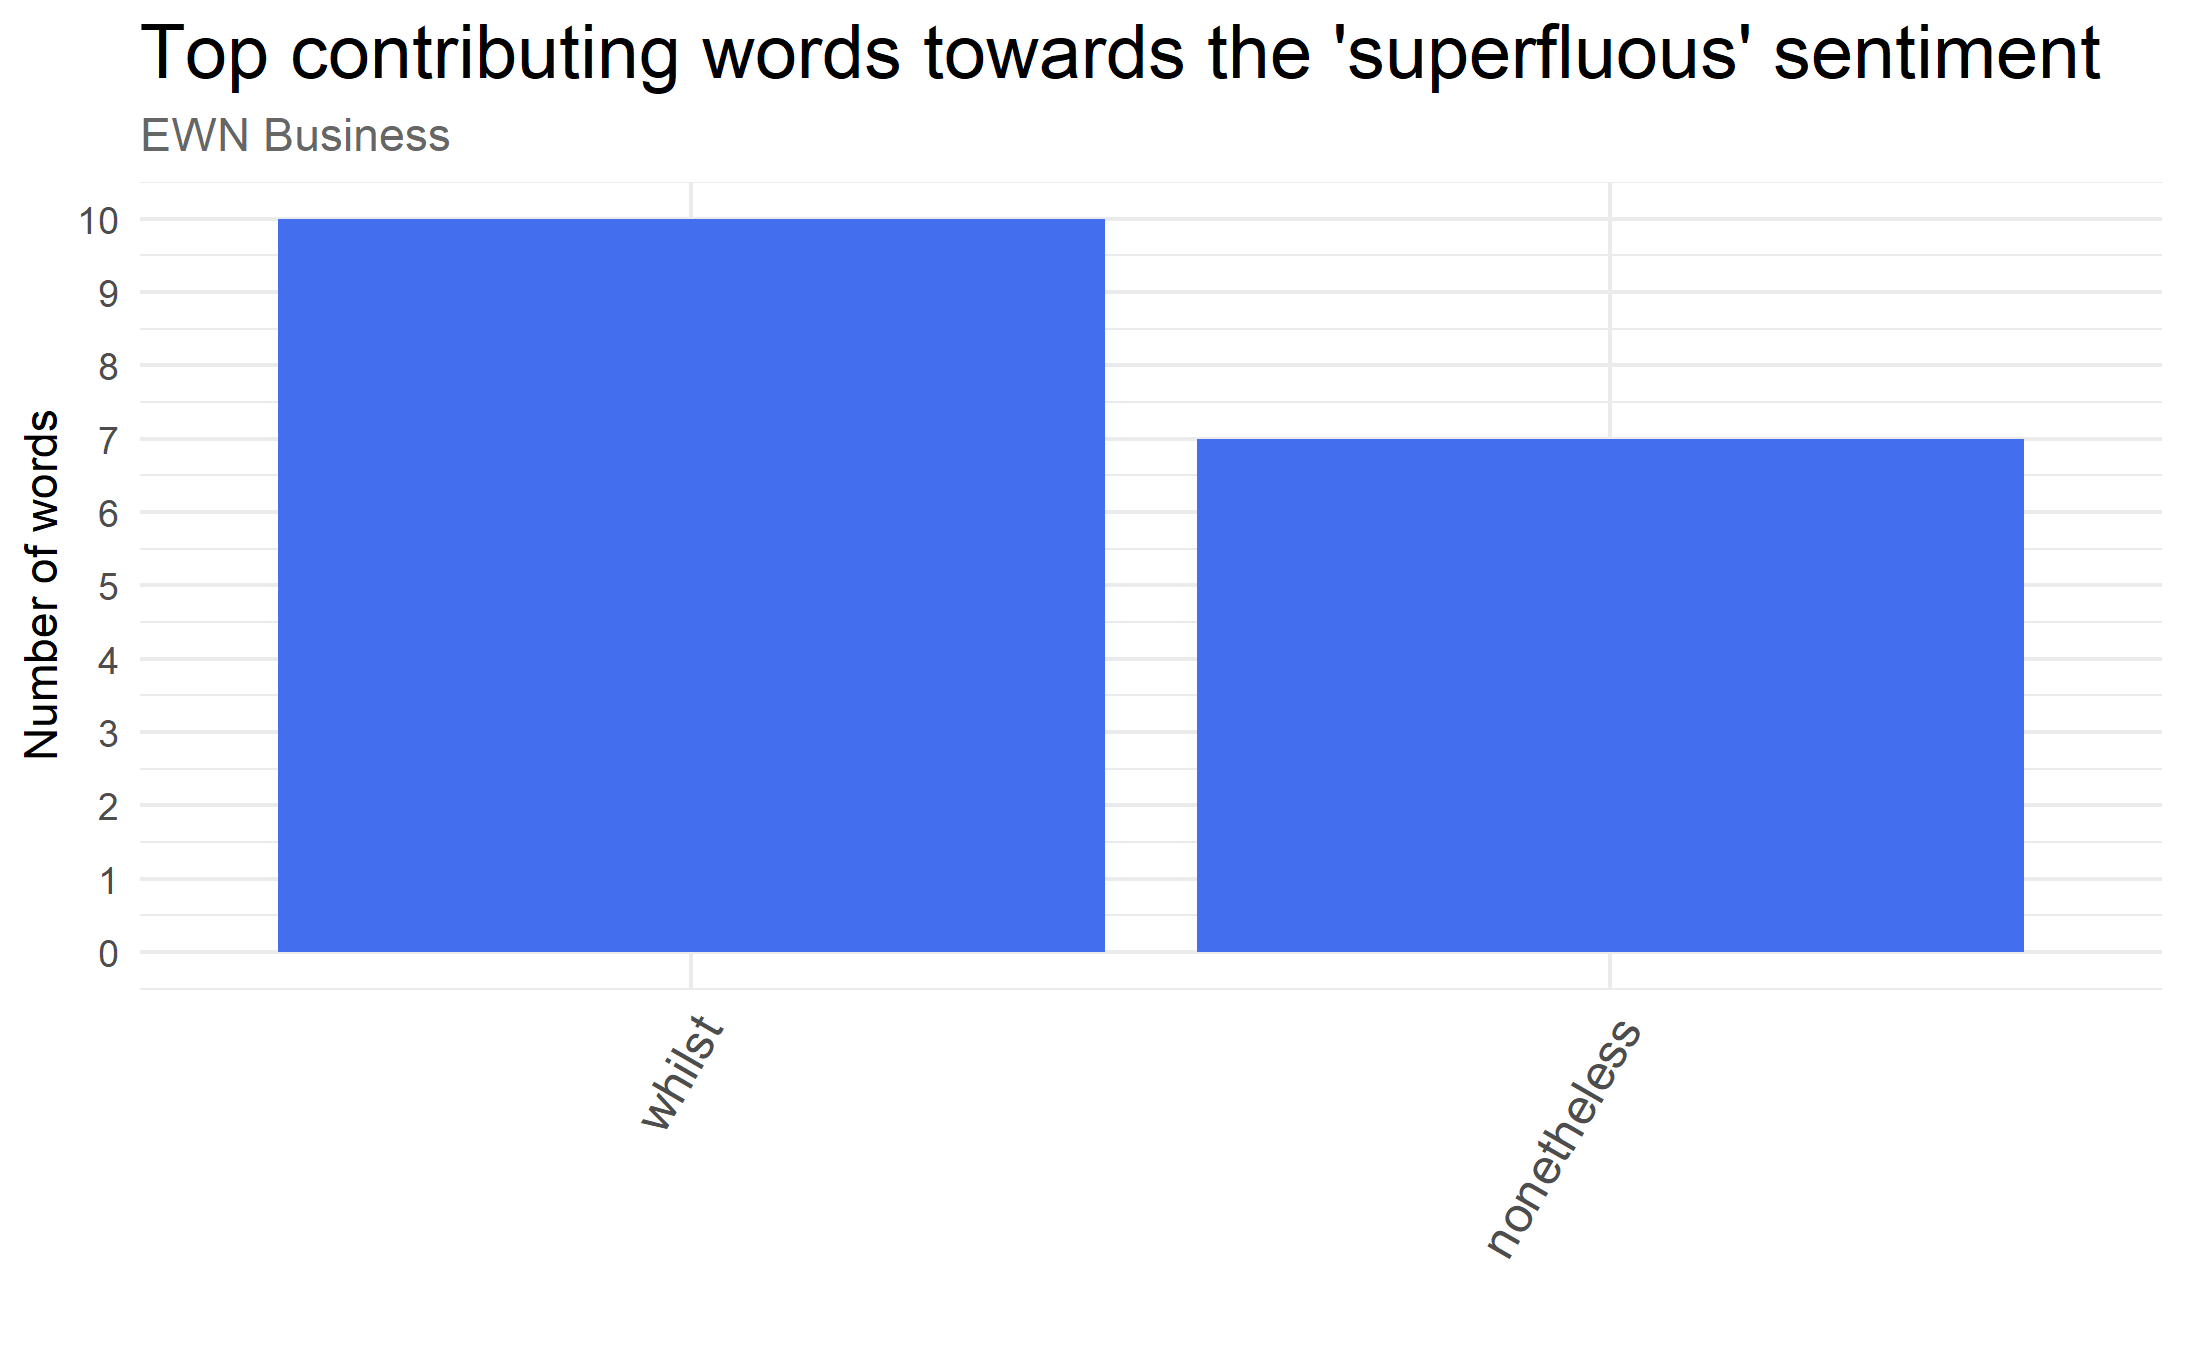 Top contributing words towards the 'superfluous' sentiment
EWN Business
Number of words
10
9
8
7
6
5
4
3
2
1
0
whilst
nonetheless